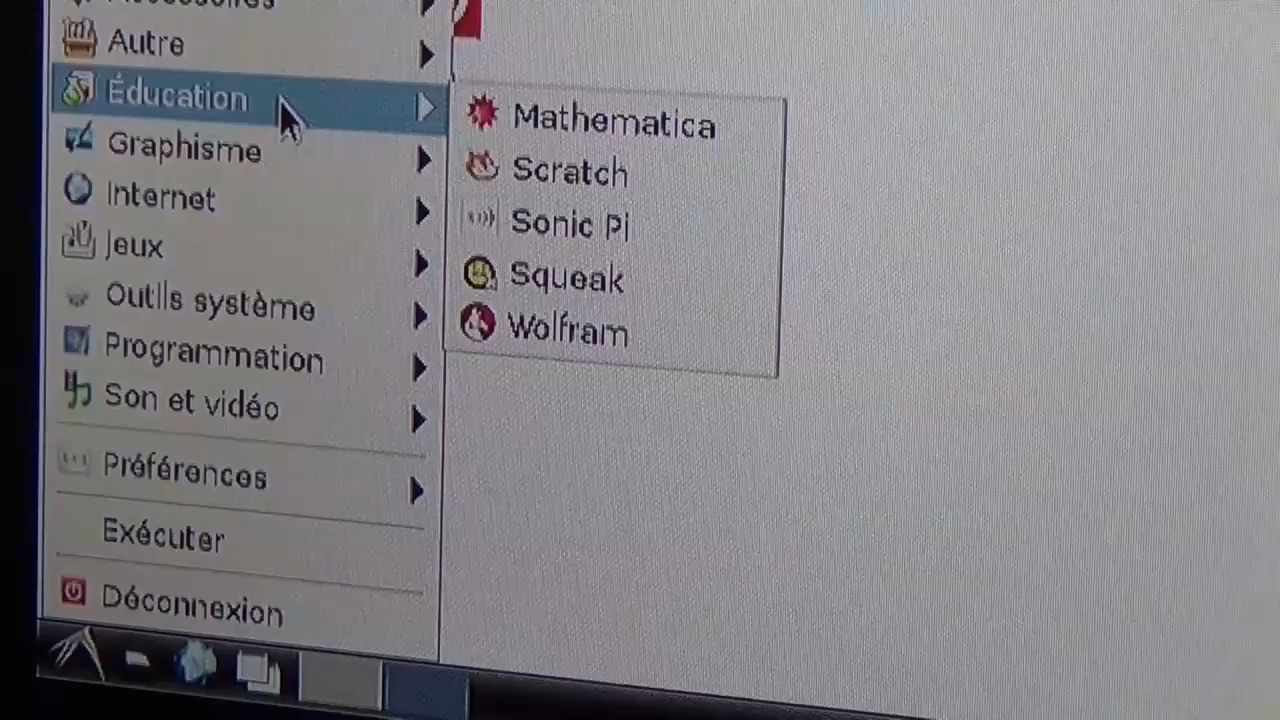 Accessoires
Autre
Éducation
Graphisme
Internet
Jeux
Outils système
Programmation
Son et vidéo
Préférences
Exécuter
Déconnexion
Mathematica
Scratch
Sonic Pi
Squeak
Wolfram